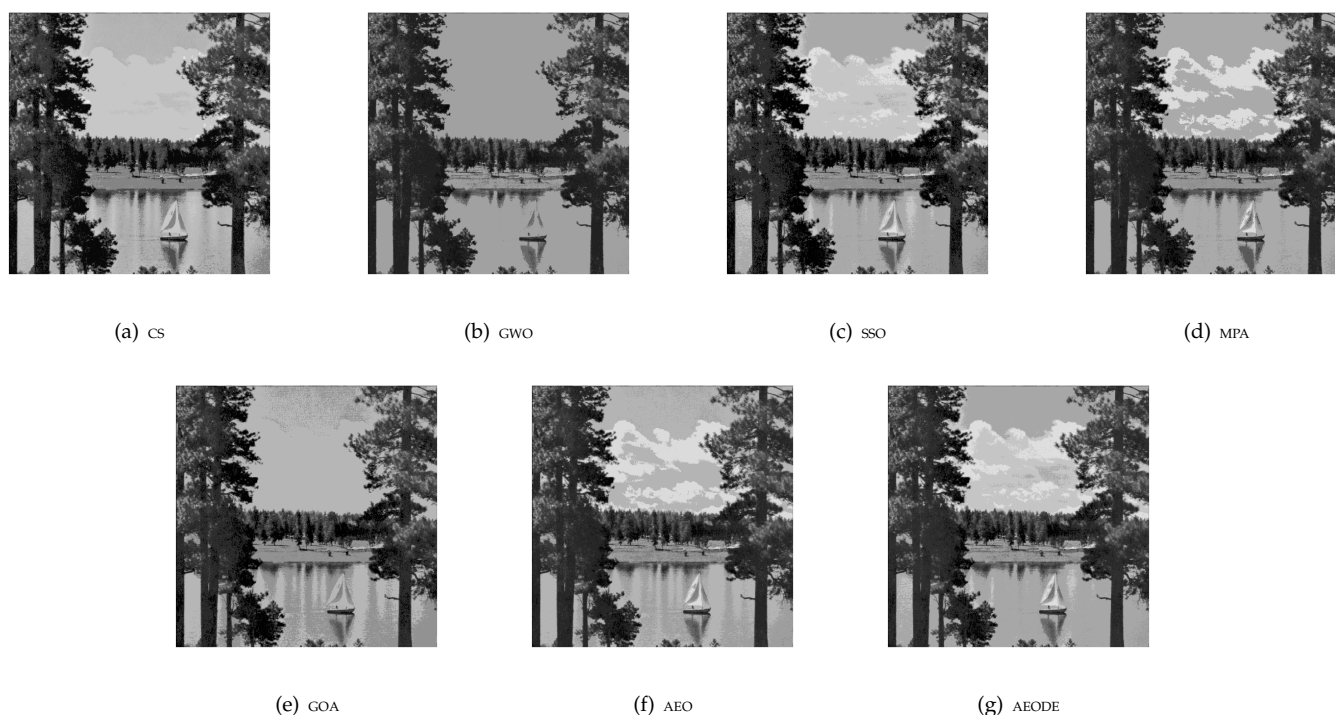 (a) CS
(b) GWO
(c) SSO
(d) MPA
(e) GOA
(f) AEO
(g) AEODE